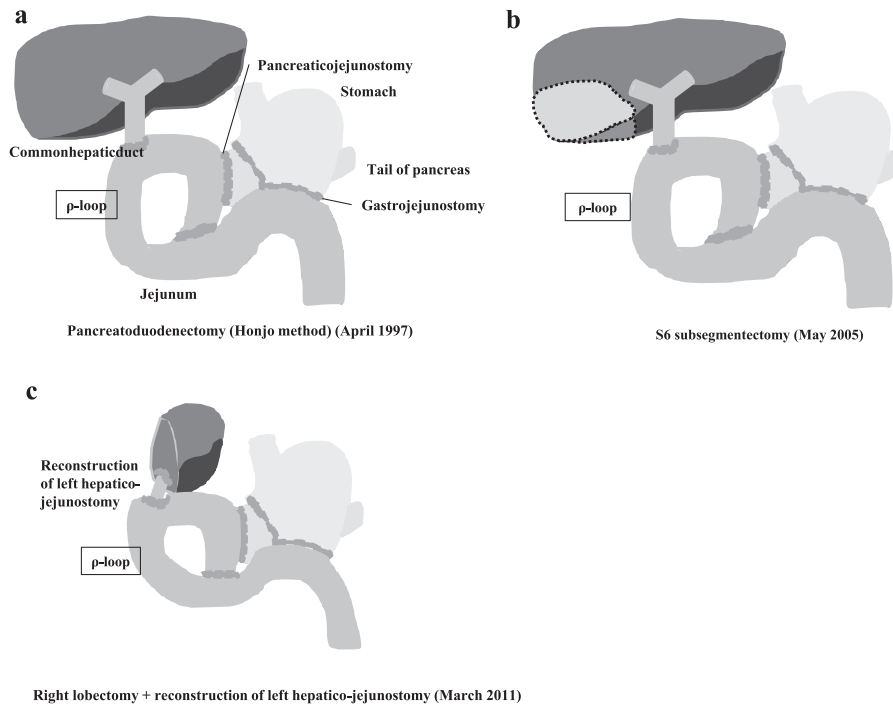 a
Pancreaticojejunostomy
Stomach
Commonhepaticduct
Tail of pancreas
ρ-loop
Gastrojejunostomy
Jejunum
Pancreatoduodenectomy (Honjo method) (April 1997)
b
ρ-loop
S6 subsegmentectomy (May 2005)
c
Reconstruction
of left hepatico-
jejunostomy
ρ-loop
Right lobectomy + reconstruction of left hepatico-jejunostomy (March 2011)